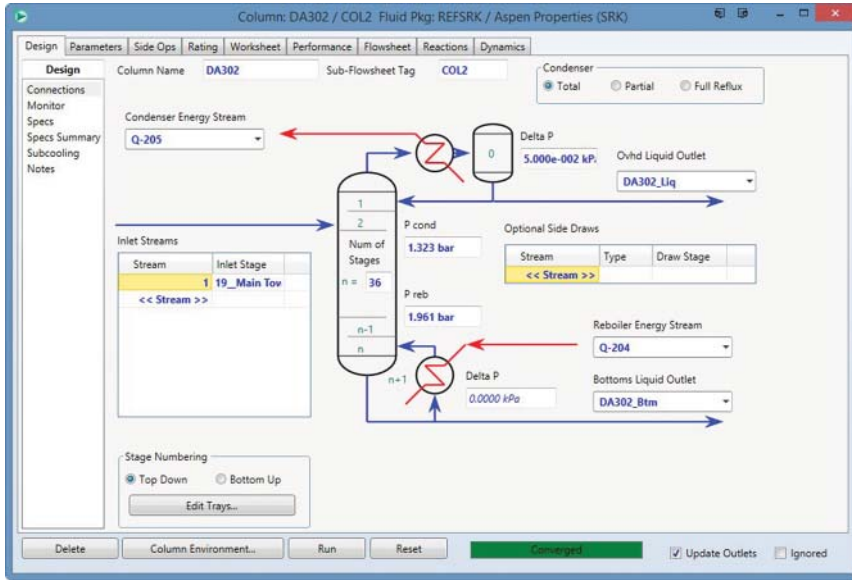 Column: DA302 / COL2 Fluid Pkg: REFSRK / Aspen Properties (SRK)
Design Parameters Side Ops Rating Worksheet Performance Flowsheet Reactions Dynamics
Design
Connections
Monitor
Specs
Specs Summary
Subcooling
Notes
Column Name DA302 Sub-Flowsheet Tag COL2
Condenser
Total Partial Full Reflux
Condenser Energy Stream
Q-205
0
Delta P
5.000e-002 kP.
Ovhd Liquid Outlet
DA302_Liq
1
2
Num of
Stages
n = 36
n-1
n
n+1
P cond
1.323 bar
P reb
1.961 bar
Delta P
0.0000 kPa
Optional Side Draws
Stream Type Draw Stage
<< Stream >>
Inlet Streams
Stream Inlet Stage
1 19__Main Tow
<< Stream >>
Reboiler Energy Stream
Q-204
Bottoms Liquid Outlet
DA302_Btm
Stage Numbering
Top Down Bottom Up
Edit Trays...
Delete Column Environment... Run Reset Converged Update Outlets Ignored